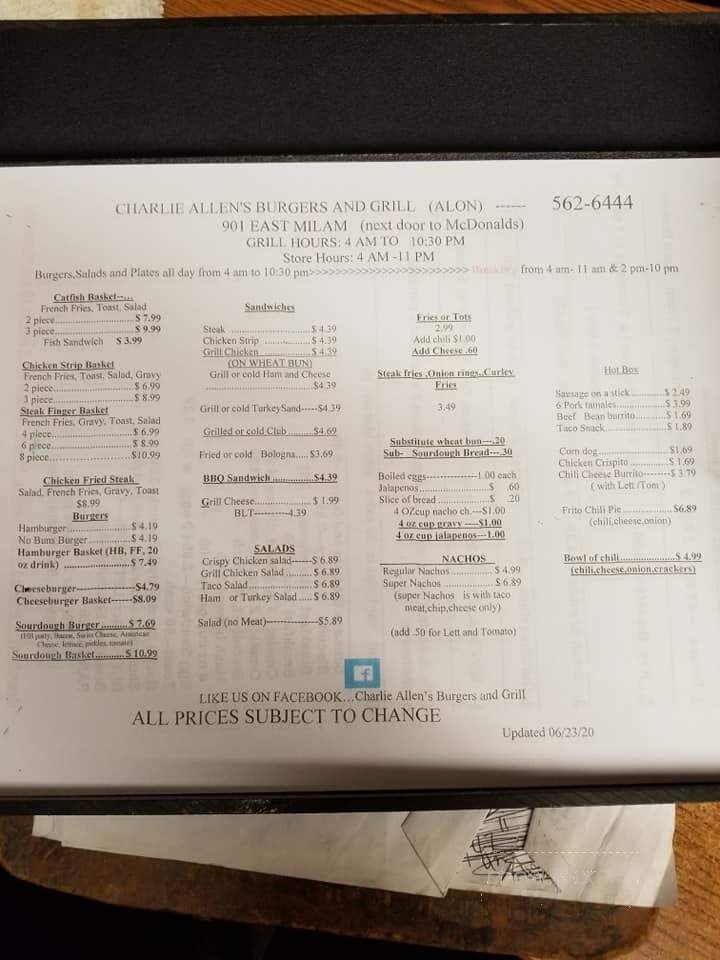 CHARLIE ALLEN'S BURGERS AND GRILL (ALON) ------ 562-6444
901 EAST MILAM (next door to McDonalds)
GRILL HOURS: 4 AM TO 10:30 PM
Store Hours: 4 AM -11 PM
Burgers,Salads and Plates all day from 4 am to 10:30 pm>>>>>>>>>>>>>>>>>>>>>>>>>> from 4 am- 11 am & 2 pm-10 pm
Catfish Basket--...
French Fries, Toast, Salad
2 piece..........................$ 7.99
3 piece..........................$ 9.99
Fish Sandwich $ 3.99
Chicken Strip Basket
French Fries, Toast, Salad, Gravy
2 piece..........................$ 6.99
3 piece..........................$ 8.99
Steak Finger Basket
French Fries, Gravy, Toast, Salad
4 piece..........................$ 6.99
6 piece..........................$ 8.99
8 piece..........................$10.99
Chicken Fried Steak
Salad, French Fries, Gravy, Toast
$8.99
Burgers
Hamburger......................$ 4.19
No Buns Burger...............$ 4.19
Hamburger Basket (HB, FF, 20
oz drink) .......................$ 7.49
Cheeseburger------------------$4.79
Cheeseburger Basket------$8.09
Sourdough Burger ..........$ 7.69
(HB patty, Bacon, Swiss Cheese, American
Cheese, lettuce, pickles, tomato)
Sourdough Basket...........$ 10.99
Sandwiches
Steak ........................$ 4.39
Chicken Strip ..............$ 4.39
Grill Chicken ...............$ 4.39
(ON WHEAT BUN)
Grill or cold Ham and Cheese
................................$4.39
Grill or cold TurkeySand-----$4.39
Grilled or cold Club .........$4.69
Fried or cold Bologna.....$3.69
BBQ Sandwich ..............$4.39
Grill Cheese....................$ 1.99
BLT-----------4.39
SALADS
Crispy Chicken salad------$ 6.89
Grill Chicken Salad .........$ 6.89
Taco Salad......................$ 6.89
Ham or Turkey Salad .....$ 6.89
Salad (no Meat)----------------$5.89
Fries or Tots
2.99
Add chili $1.00
Add Cheese .60
Steak fries ,Onion rings,.Curley
Fries
3.49
Substitute wheat bun---.20
Sub- Sourdough Bread---.30
Boiled eggs----------------1.00 each
Jalapenos........................$ .60
Slice of bread ..................$ .20
4 OZcup nacho ch.---$1.00
4 oz cup gravy ----$1.00
4 oz cup jalapenos---1.00
NACHOS
Regular Nachos..............$ 4.99
Super Nachos .................$ 6.89
(super Nachos is with taco
meat,chip,cheese only)
(add .50 for Lett and Tomato)
Hot Box
Sausage on a stick ...........$ 2.49
6 Pork tamales.................$ 3.99
Beef Bean burrito...........$ 1.69
Taco Snack......................$ 1.89
Corn dog.......................$1.69
Chicken Crispito .............$ 1.69
Chili Cheese Burrito--------$ 3.79
( with Lett /Tom )
Frito Chili Pie.................$6.89
(chili,cheese,onion)
Bowl of chili.....................$ 4.99
(chili,cheese,onion,crackers)
f
LIKE US ON FACEBOOK...Charlie Allen's Burgers and Grill
ALL PRICES SUBJECT TO CHANGE
Updated 06/23/20